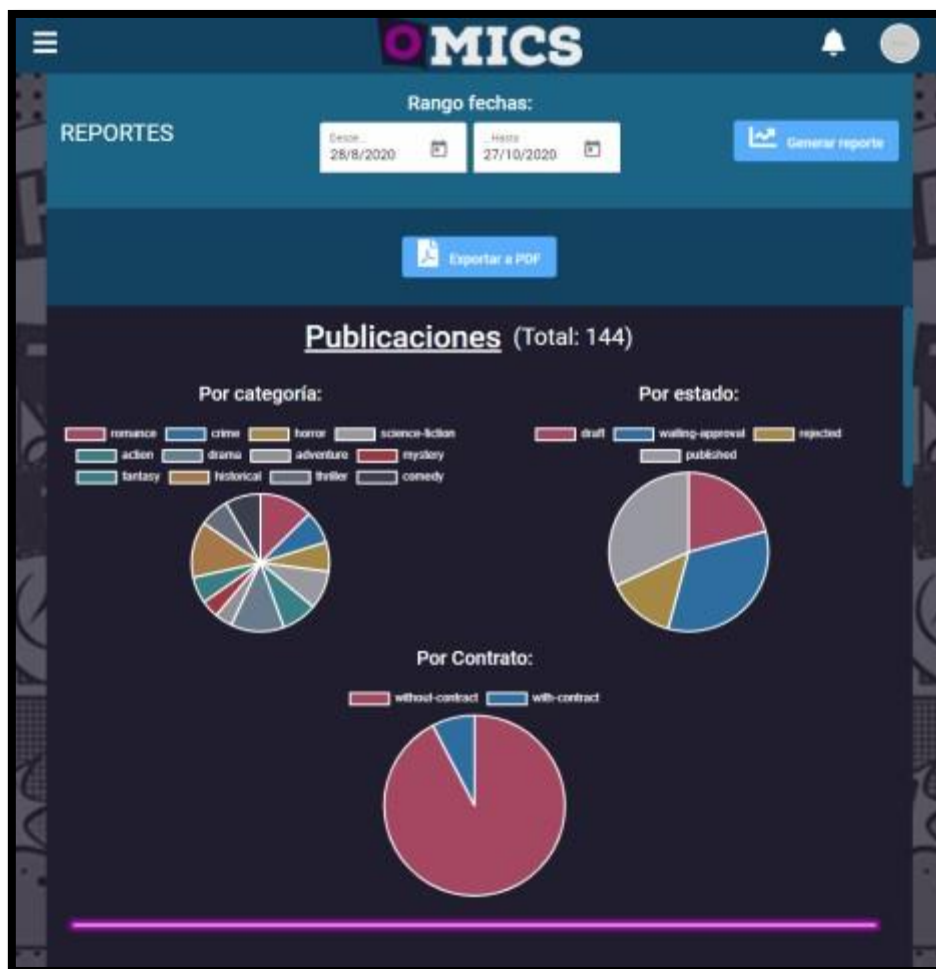 OMICS
Rango fechas:
REPORTES
Desde
Hasta
28/8/2020
27/10/2020
Generar reporte
Exportar a PDF
Publicaciones (Total: 144)
Por categoría:
Por estado:
romance crime horror science-fiction
draft waiting-approval rejected
action drama adventure mystery
published
fantasy historical thriller comedy
Por Contrato:
without-contract with-contract